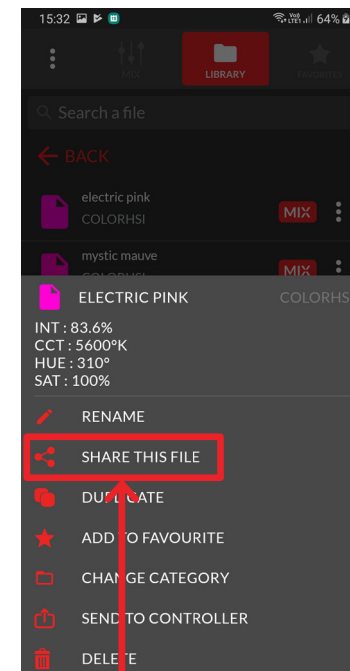 15:32 64%
MIX LIBRARY FAVORITES
Search a file
BACK
electric pink
COLORHSI MIX
mystic mauve
COLORHSI MIX
ELECTRIC PINK COLORHS
INT : 83.6%
CCT : 5600°K
HUE : 310°
SAT : 100%
RENAME
SHARE THIS FILE
DUPLICATE
ADD TO FAVOURITE
CHANGE CATEGORY
SEND TO CONTROLLER
DELETE